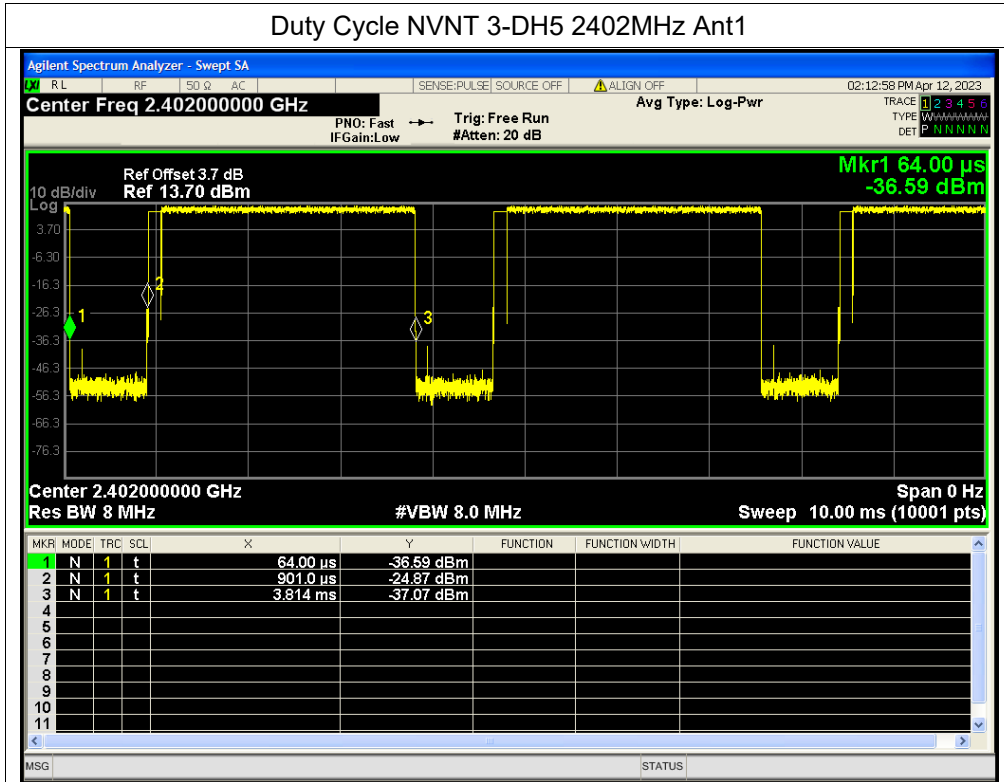 Duty Cycle NVNT 3-DH5 2402MHz Ant1
Agilent Spectrum Analyzer - Swept SA
LXI RL RF 50 Ω AC SENSE:PULSE SOURCE OFF ALIGN OFF 02:12:58 PM Apr 12, 2023
Center Freq 2.402000000 GHz Avg Type: Log-Pwr TRACE 1 2 3 4 5 6
PNO: Fast Trig: Free Run TYPE WWWWWW
IFGain:Low #Atten: 20 dB DET P N N N N N
Mkr1 64.00 µs
Ref Offset 3.7 dB
10 dB/div Ref 13.70 dBm -36.59 dBm
Log
3.70
-6.30
-16.3
2
-26.3
1 3
-36.3
-46.3
-56.3
-66.3
-76.3
Center 2.402000000 GHz Span 0 Hz
Res BW 8 MHz #VBW 8.0 MHz Sweep 10.00 ms (10001 pts)
MKR MODE TRC SCL X Y FUNCTION FUNCTION WIDTH FUNCTION VALUE
1 N 1 t 64.00 µs -36.59 dBm
2 N 1 t 901.0 µs -24.87 dBm
3 N 1 t 3.814 ms -37.07 dBm
4
5
6
7
8
9
10
11
MSG STATUS